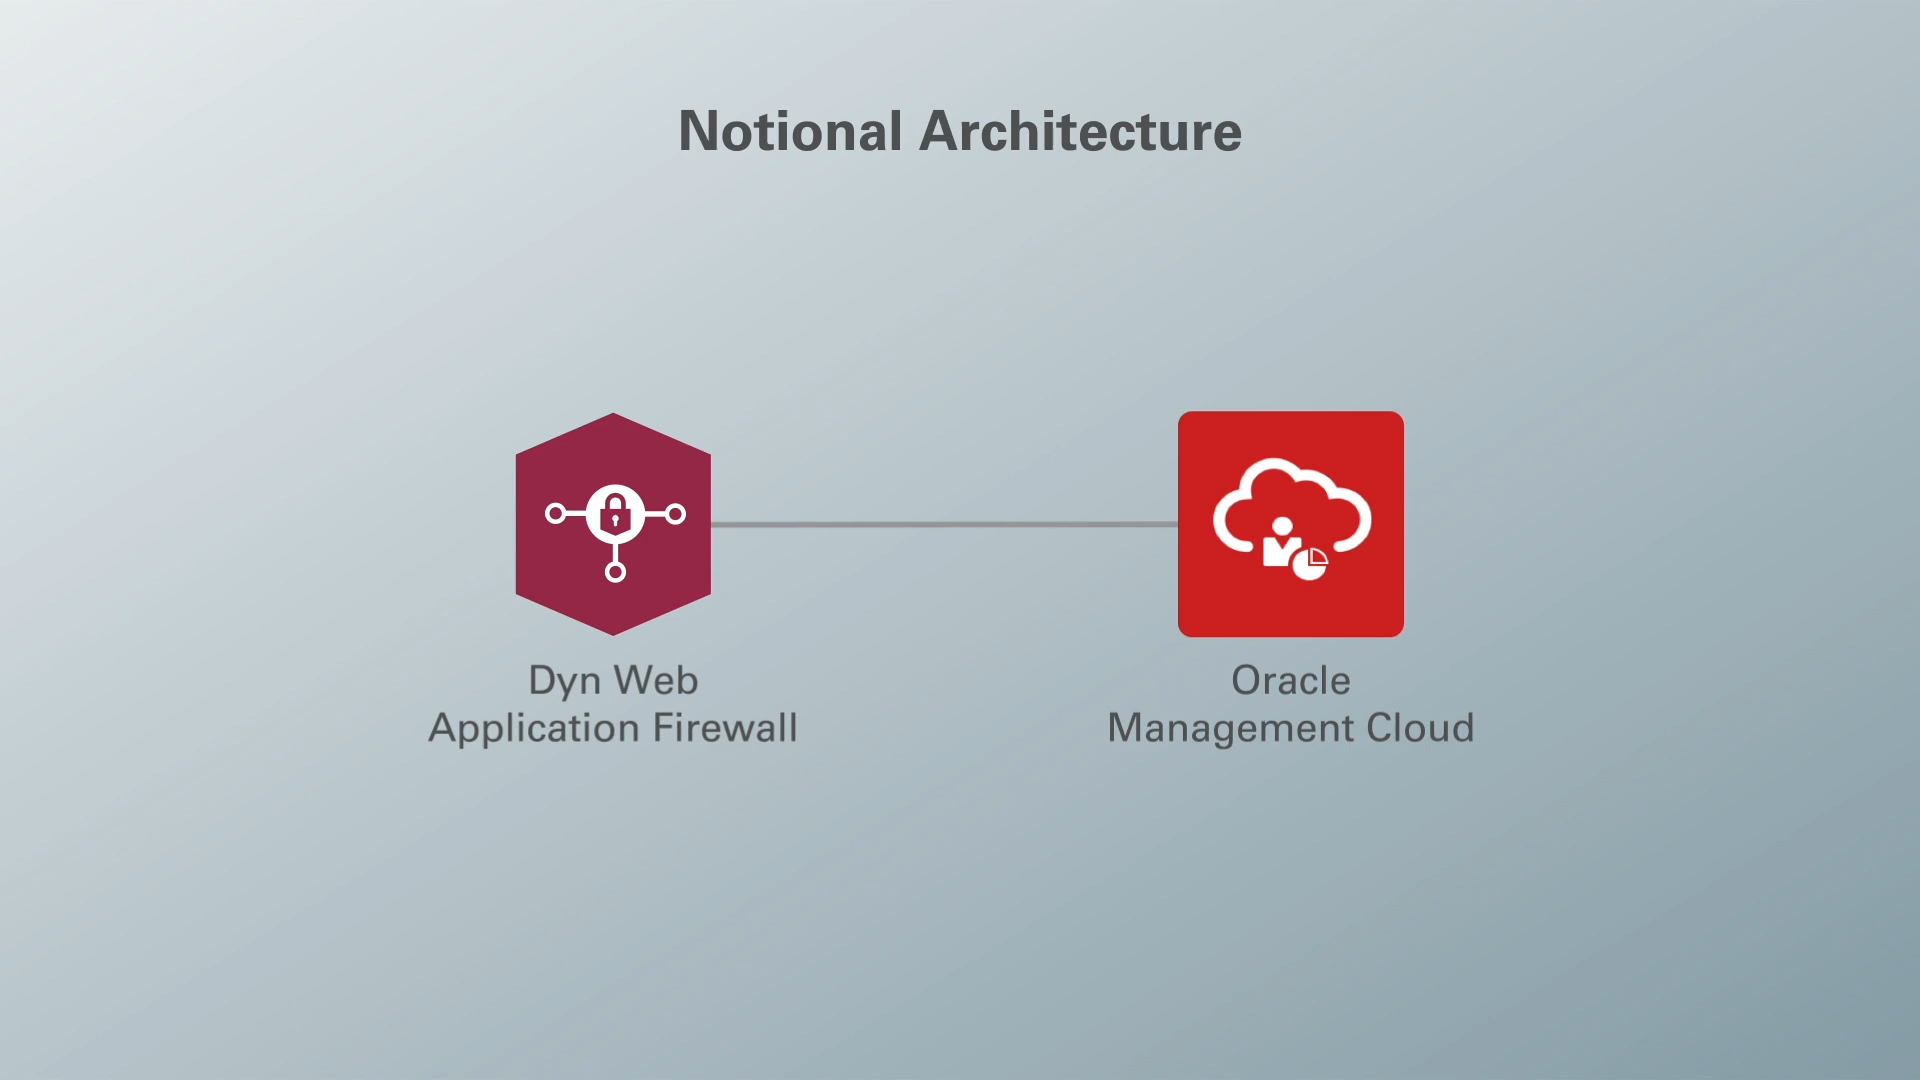 Notional Architecture
Dyn Web
Application Firewall
Oracle
Management Cloud